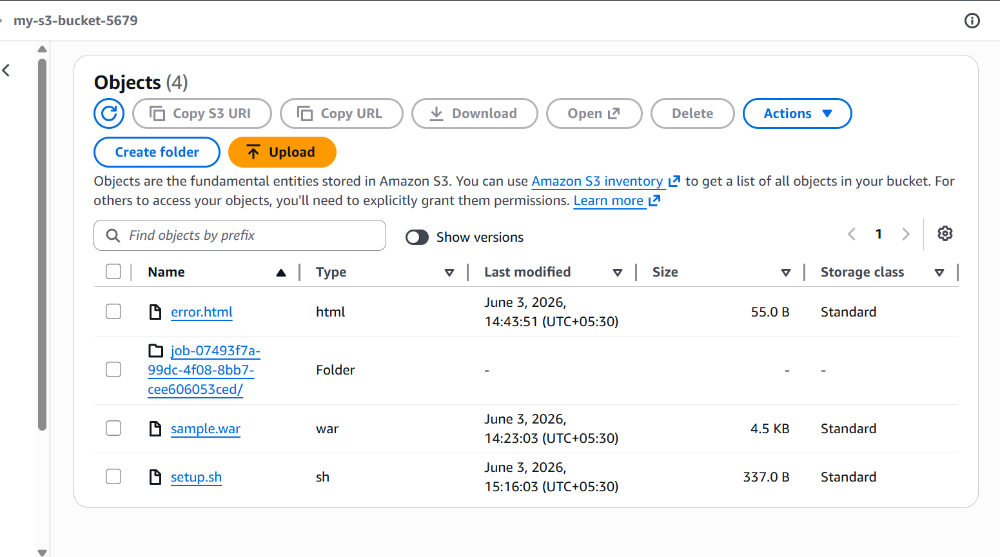 my-s3-bucket-5679
Objects (4)
Copy S3 URI
Copy URL
Download
Open
Delete
Actions
Create folder
Upload
Objects are the fundamental entities stored in Amazon S3. You can use Amazon S3 inventory to get a list of all objects in your bucket. For
others to access your objects, you'll need to explicitly grant them permissions. Learn more
Find objects by prefix
Show versions
1
Name
Type
Last modified
Size
Storage class
error.html
html
June 3, 2026,
14:43:51 (UTC+05:30)
55.0 B
Standard
job-07493f7a-
99dc-4f08-8bb7-
cee606053ced/
Folder
-
-
-
sample.war
war
June 3, 2026,
14:23:03 (UTC+05:30)
4.5 KB
Standard
setup.sh
sh
June 3, 2026,
15:16:03 (UTC+05:30)
337.0 B
Standard